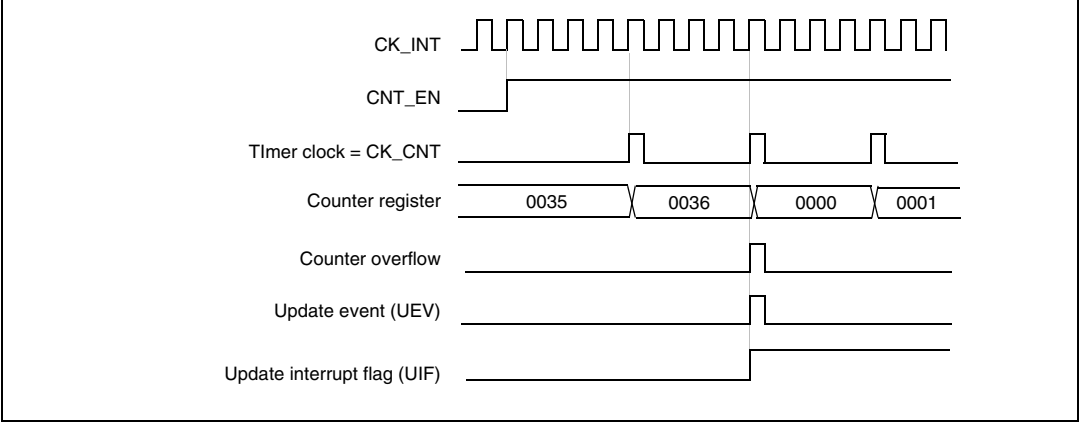 CK_INT
CNT_EN
TImer clock = CK_CNT
Counter register 0035 0036 0000 0001
Counter overflow
Update event (UEV)
Update interrupt flag (UIF)